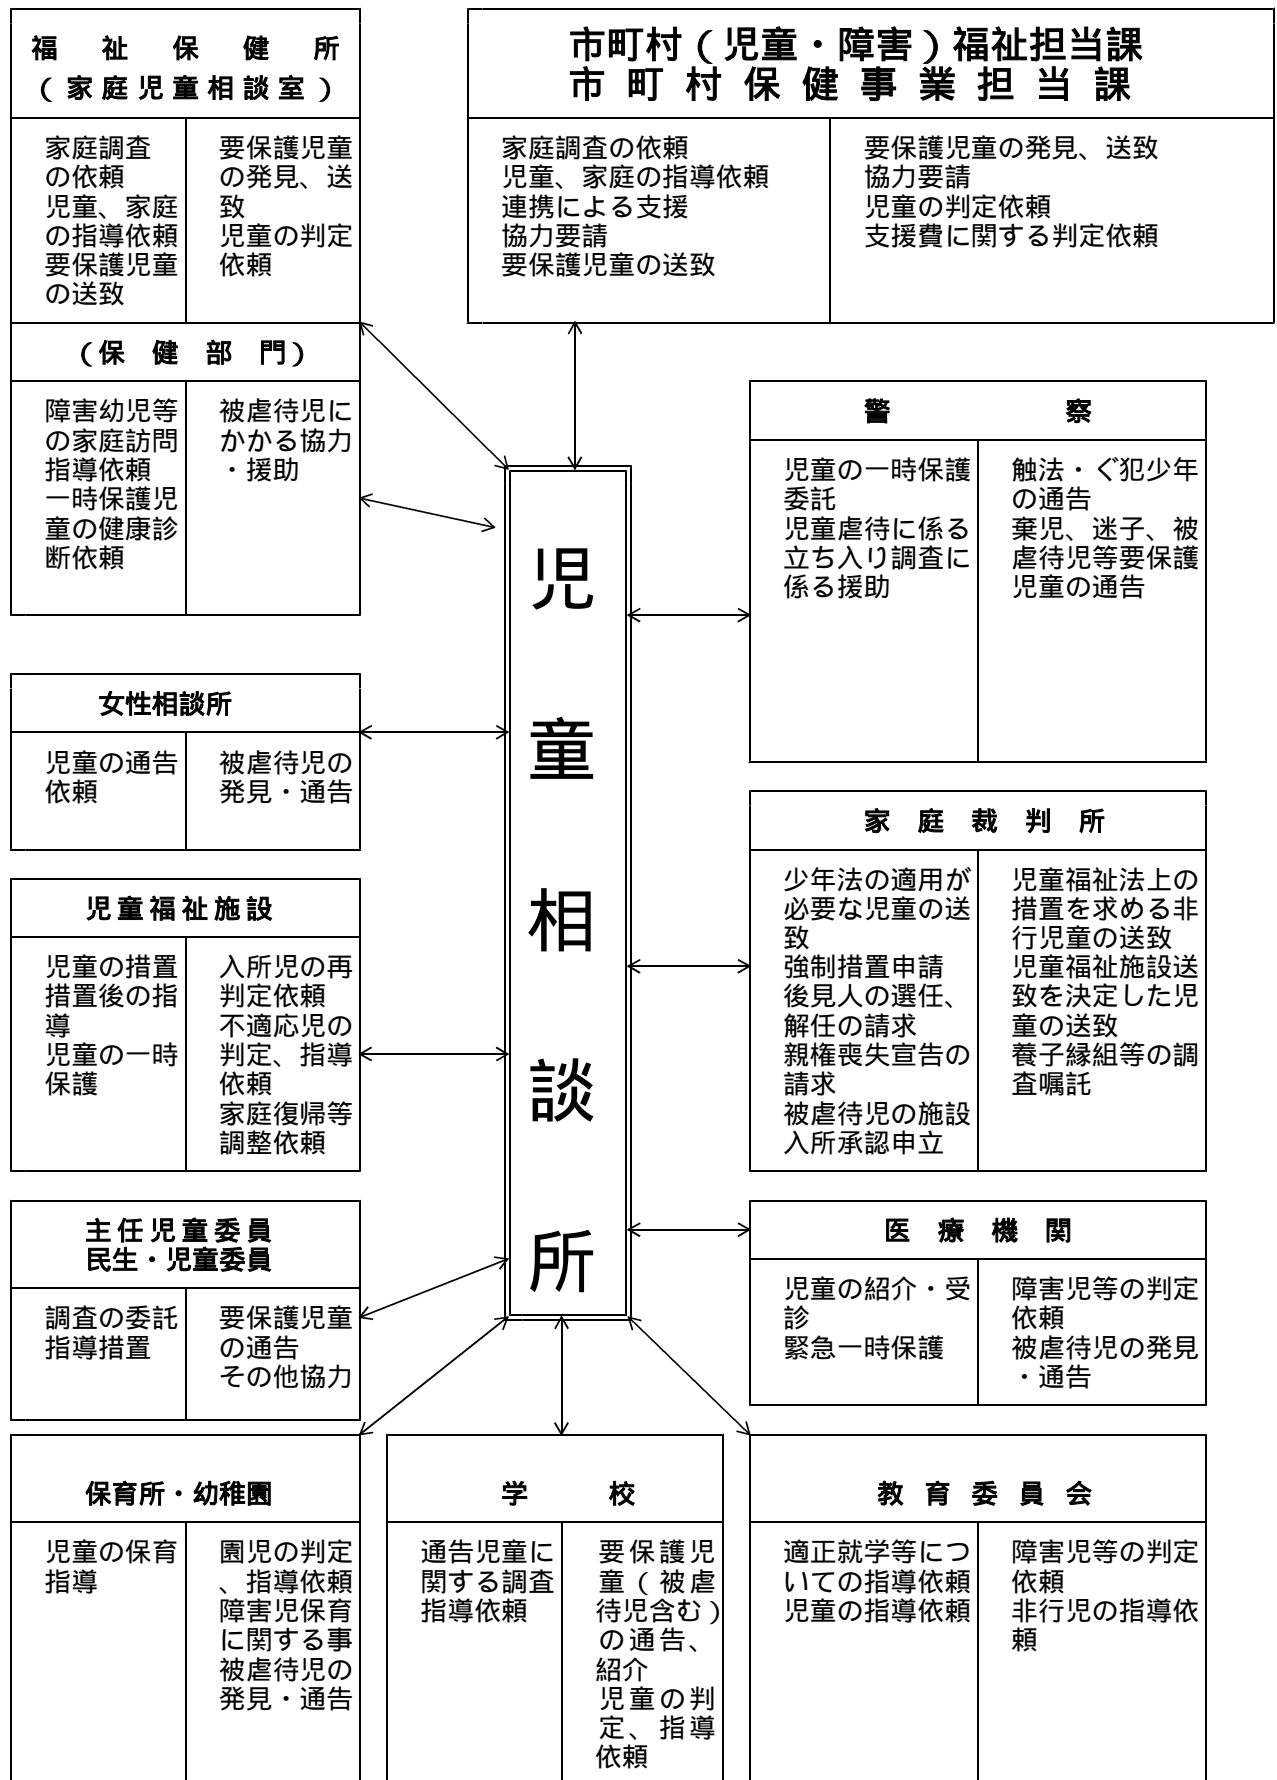 福祉保健所
（家庭児童相談室）
家庭調査
の依頼
児童、家庭
の指導依頼
要保護児童
の送致
要保護児童
の発見、送
致
児童の判定
依頼
（保健部門）
障害幼児等
の家庭訪問
指導依頼
一時保護児
童の健康診
断依頼
被虐待児に
かかる協力
・援助
市町村（児童・障害）福祉担当課
市町村保健事業担当課
家庭調査の依頼
児童、家庭の指導依頼
連携による支援
協力要請
要保護児童の送致
要保護児童の発見、送致
協力要請
児童の判定依頼
支援費に関する判定依頼
警察
児童の一時保護
委託
児童虐待に係る
立ち入り調査に
係る援助
触法・ぐ犯少年
の通告
棄児、迷子、被
虐待児等要保護
児童の通告
児童相談所
女性相談所
児童の通告
依頼
被虐待児の
発見・通告
家庭裁判所
少年法の適用が
必要な児童の送
致
強制措置申請
後見人の選任、
解任の請求
親権喪失宣告の
請求
被虐待児の施設
入所承認申立
児童福祉法上の
措置を求める非
行児童の送致
児童福祉施設送
致を決定した児
童の送致
養子縁組等の調
査嘱託
児童福祉施設
児童の措置
措置後の指
導
児童の一時
保護
入所児の再
判定依頼
不適応児の
判定、指導
依頼
家庭復帰等
調整依頼
主任児童委員
民生・児童委員
調査の委託
指導措置
要保護児童
の通告
その他協力
医療機関
児童の紹介・受
診
緊急一時保護
障害児等の判定
依頼
被虐待児の発見
・通告
保育所・幼稚園
児童の保育
指導
園児の判定
、指導依頼
障害児保育
に関する事
被虐待児の
発見・通告
学校
通告児童に
関する調査
指導依頼
要保護児
童（被虐
待児含む）
の通告、
紹介
児童の判
定、指導
依頼
教育委員会
適正就学等につ
いての指導依頼
児童の指導依頼
障害児等の判定
依頼
非行児の指導依
頼